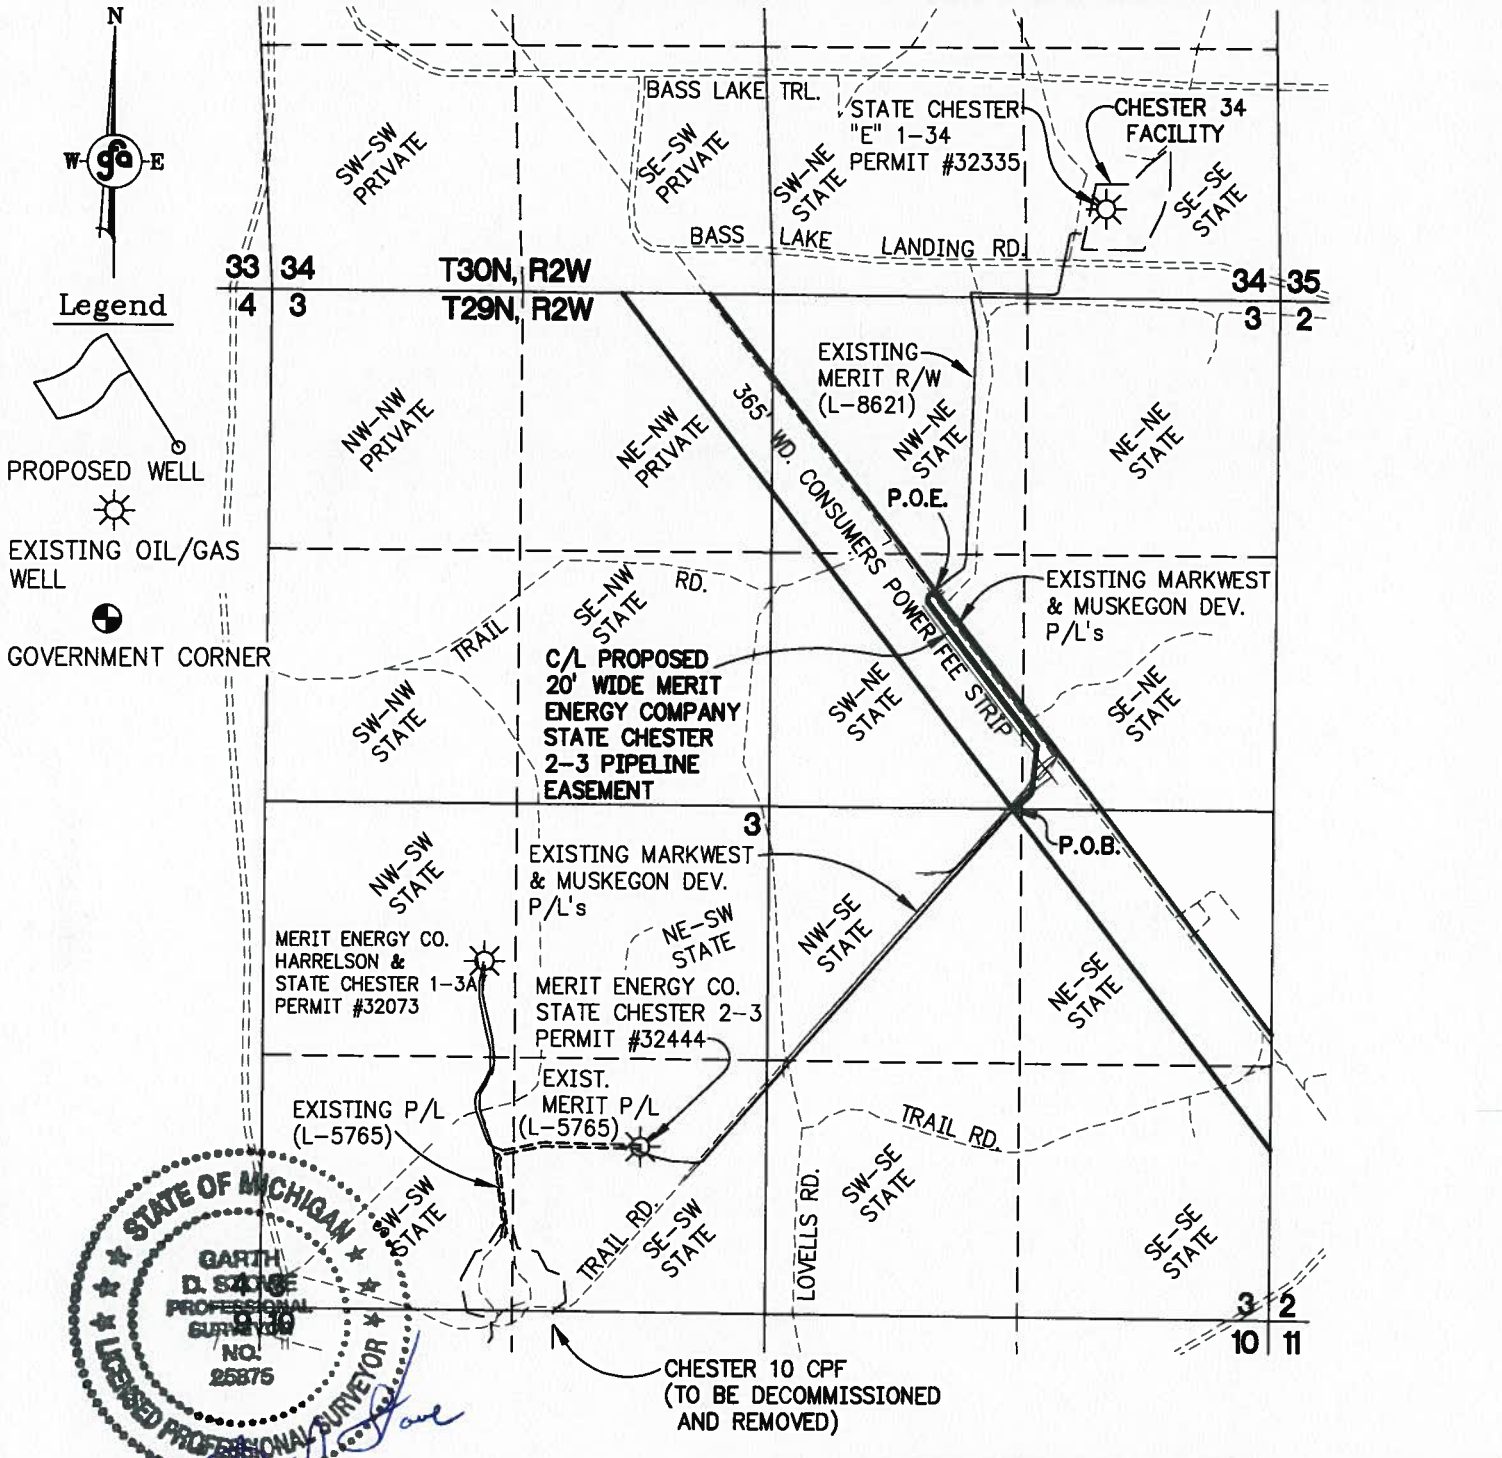 N
W
gfa
E
BASS LAKE TRL.
STATE CHESTER
"E" 1-34
PERMIT #32335
CHESTER 34
FACILITY
SW-SW
PRIVATE
SE-SW
PRIVATE
SW-NE
STATE
SE-SE
STATE
BASS LAKE LANDING RD.
33 34
4 3
T30N, R2W
T29N, R2W
34 35
3 2
Legend
PROPOSED WELL
EXISTING OIL/GAS
WELL
GOVERNMENT CORNER
EXISTING
MERIT R/W
(L-8621)
NW-NW
PRIVATE
NE-NW
PRIVATE
NW-NE
STATE
NE-NE
STATE
365' WD. CONSUMERS POWER FEE STRIP
P.O.E.
EXISTING MARKWEST
& MUSKEGON DEV.
P/L's
TRAIL RD.
SE-NW
STATE
C/L PROPOSED
20' WIDE MERIT
ENERGY COMPANY
STATE CHESTER
2-3 PIPELINE
EASEMENT
SW-NW
STATE
SW-NE
STATE
SE-NE
STATE
3
P.O.B.
EXISTING MARKWEST
& MUSKEGON DEV.
P/L's
NW-SW
STATE
NE-SW
STATE
NW-SE
STATE
NE-SE
STATE
MERIT ENERGY CO.
HARRELSON &
STATE CHESTER 1-3A
PERMIT #32073
MERIT ENERGY CO.
STATE CHESTER 2-3
PERMIT #32444
EXIST.
MERIT P/L
(L-5765)
EXISTING P/L
(L-5765)
TRAIL RD.
SW-SW
STATE
SW-SW
STATE
TRAIL RD.
SE-SW
STATE
LOVELLS RD.
SW-SE
STATE
SE-SE
STATE
3 2
10 11
4 3
9 10
CHESTER 10 CPF
(TO BE DECOMMISSIONED
AND REMOVED)
STATE OF MICHIGAN
GARTH
D.
PROFESSIONAL
SURVEYOR
NO.
25875
LICENSED PROFESSIONAL SURVEYOR